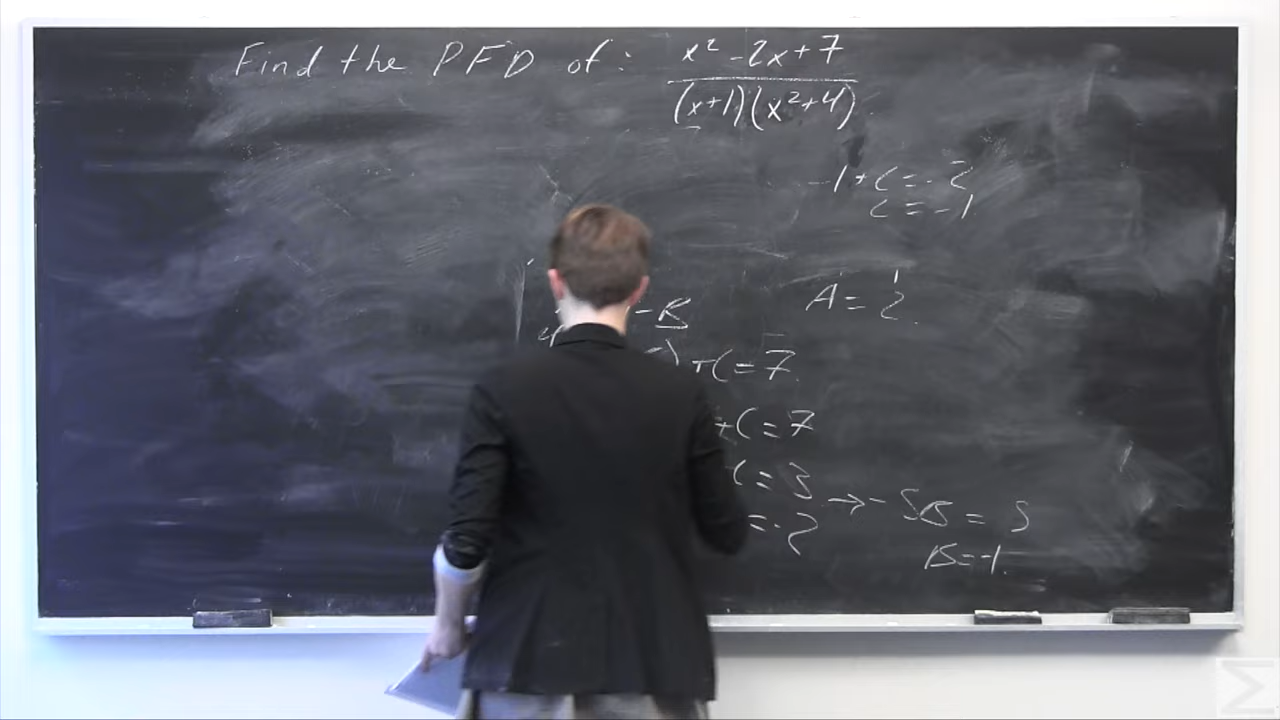 Find the PFD of: x² -2x+7
(x+1)(x²+4)
-1+C=-2
C=-1
A=2
-B
+C=7
+C=7
C=3 → -5B=5
=-2
B=-1